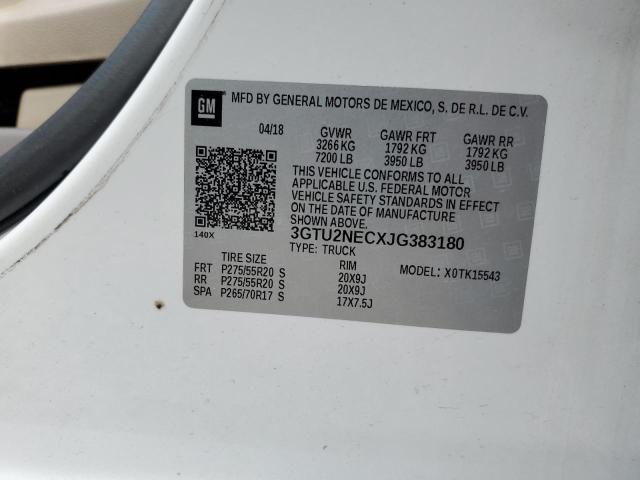 GM MFD BY GENERAL MOTORS DE MEXICO, S. DE R.L. DE C.V.
04/18 GVWR GAWR FRT GAWR RR
3266 KG 1792 KG 1792 KG
7200 LB 3950 LB 3950 LB
THIS VEHICLE CONFORMS TO ALL
APPLICABLE U.S. FEDERAL MOTOR
VEHICLE SAFETY STANDARDS IN EFFECT
ON THE DATE OF MANUFACTURE
SHOWN ABOVE.
140X 3GTU2NECXJG383180
TYPE: TRUCK
TIRE SIZE RIM MODEL: X0TK15543
FRT P275/55R20 S 20X9J
RR P275/55R20 S 20X9J
SPA P265/70R17 S 17X7.5J